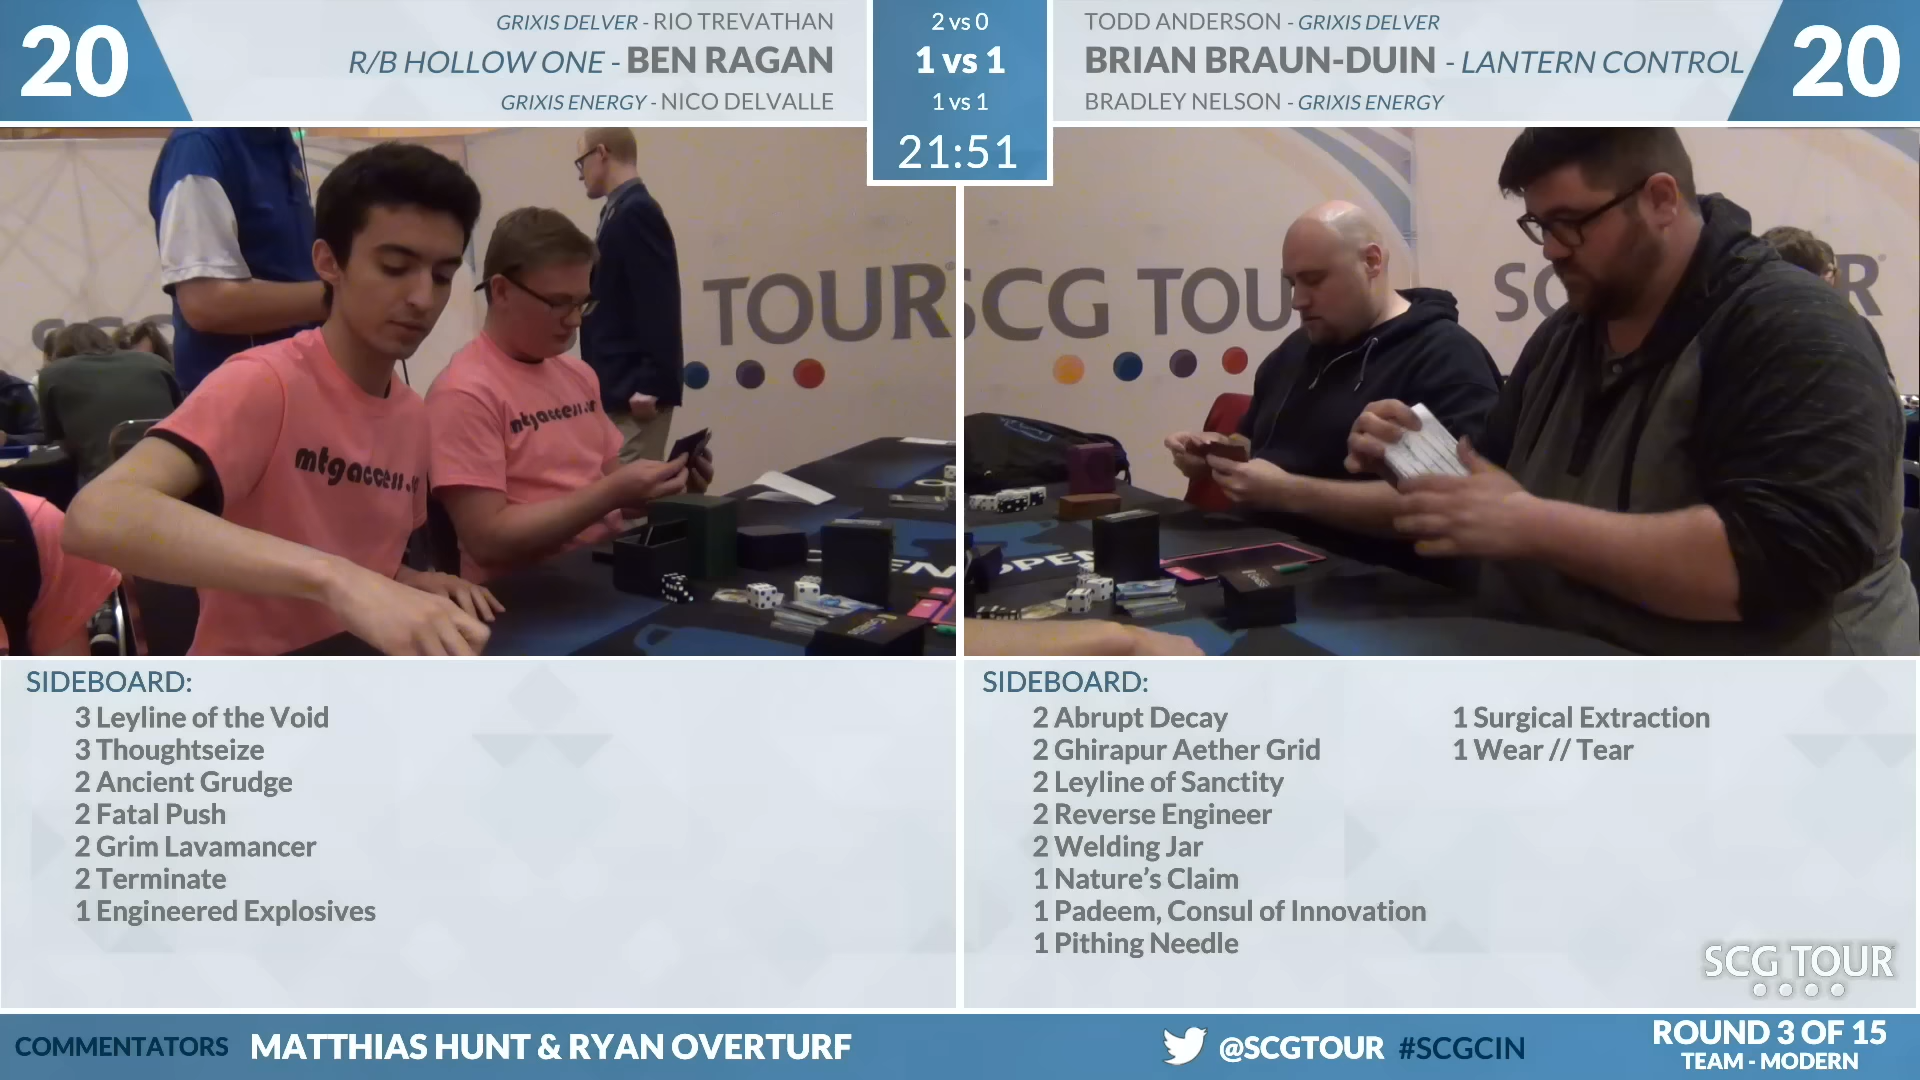 20
GRIXIS DELVER - RIO TREVATHAN
R/B HOLLOW ONE - BEN RAGAN
GRIXIS ENERGY - NICO DELVALLE
2 vs 0
1 vs 1
1 vs 1
21:51
TODD ANDERSON - GRIXIS DELVER
BRIAN BRAUN-DUIN - LANTERN CONTROL
BRADLEY NELSON - GRIXIS ENERGY
20
TOUR
SCG TOU
SC
R
mtgaccess.
mtgaccess.
OPEN
SIDEBOARD:
3 Leyline of the Void
3 Thoughtseize
2 Ancient Grudge
2 Fatal Push
2 Grim Lavamancer
2 Terminate
1 Engineered Explosives
SIDEBOARD:
2 Abrupt Decay
2 Ghirapur Aether Grid
2 Leyline of Sanctity
2 Reverse Engineer
2 Welding Jar
1 Nature's Claim
1 Padeem, Consul of Innovation
1 Pithing Needle
1 Surgical Extraction
1 Wear // Tear
SCG TOUR
COMMENTATORS MATTHIAS HUNT & RYAN OVERTURF
@SCGTOUR #SCGCIN
ROUND 3 OF 15
TEAM - MODERN